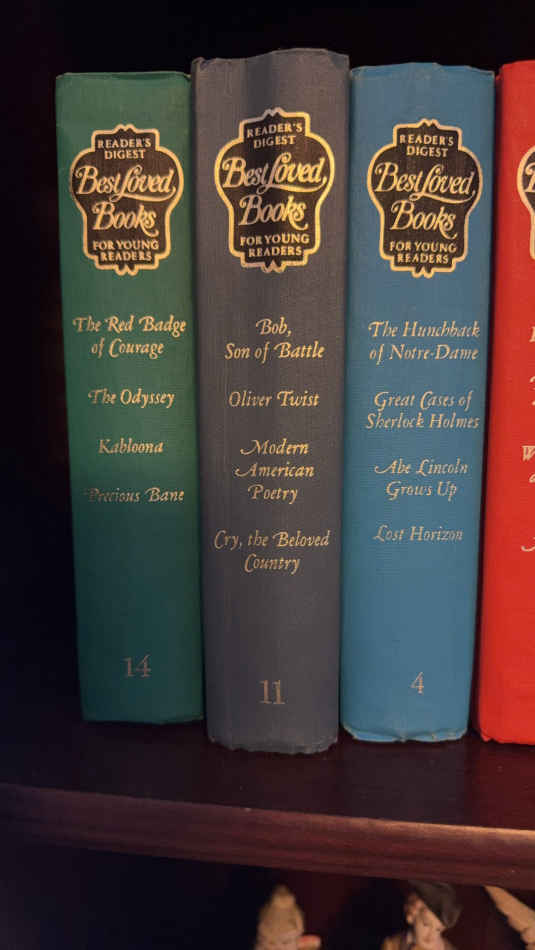 READER'S
DIGEST
Best Loved
Books
FOR YOUNG
READERS
The Red Badge
of Courage
The Odyssey
Kabloona
Precious Bane
14
READER'S
DIGEST
Best Loved
Books
FOR YOUNG
READERS
Bob,
Son of Battle
Oliver Twist
Modern
American
Poetry
Cry, the Beloved
Country
11
READER'S
DIGEST
Best Loved
Books
FOR YOUNG
READERS
The Hunchback
of Notre-Dame
Great Cases of
Sherlock Holmes
Abe Lincoln
Grows Up
Lost Horizon
4